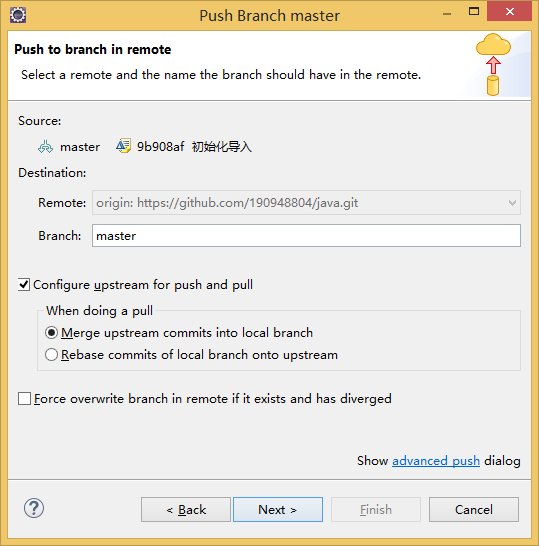 Push Branch master
Push to branch in remote
Select a remote and the name the branch should have in the remote.
Source:
master 9b908af 初始化导入
Destination:
Remote: origin: https://github.com/190948804/java.git
Branch: master
Configure upstream for push and pull
When doing a pull
Merge upstream commits into local branch
Rebase commits of local branch onto upstream
Force overwrite branch in remote if it exists and has diverged
Show advanced push dialog
? < Back Next > Finish Cancel